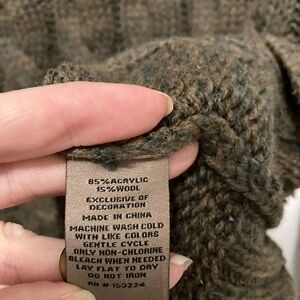 85% ACRYLIC
15% WOOL
EXCLUSIVE OF
DECORATION
MADE IN CHINA
MACHINE WASH COLD
WITH LIKE COLORS
GENTLE CYCLE
ONLY NON-CHLORINE
BLEACH WHEN NEEDED
LAY FLAT TO DRY
DO NOT IRON
RN # 150224